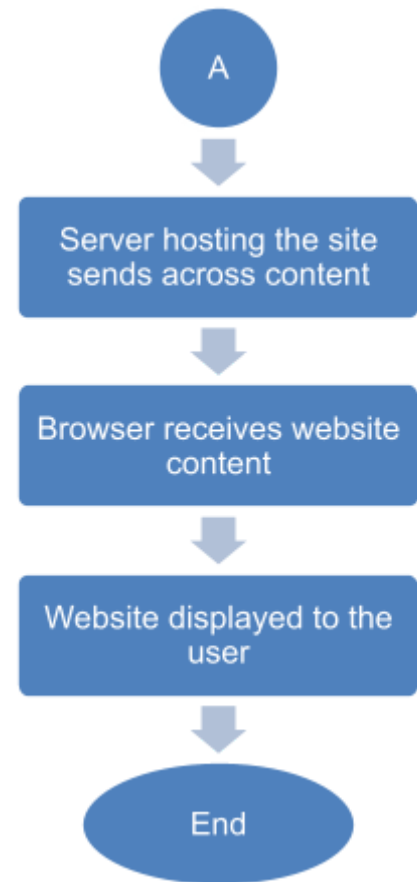 A
Server hosting the site
sends across content
Browser receives website
content
Website displayed to the
user
End